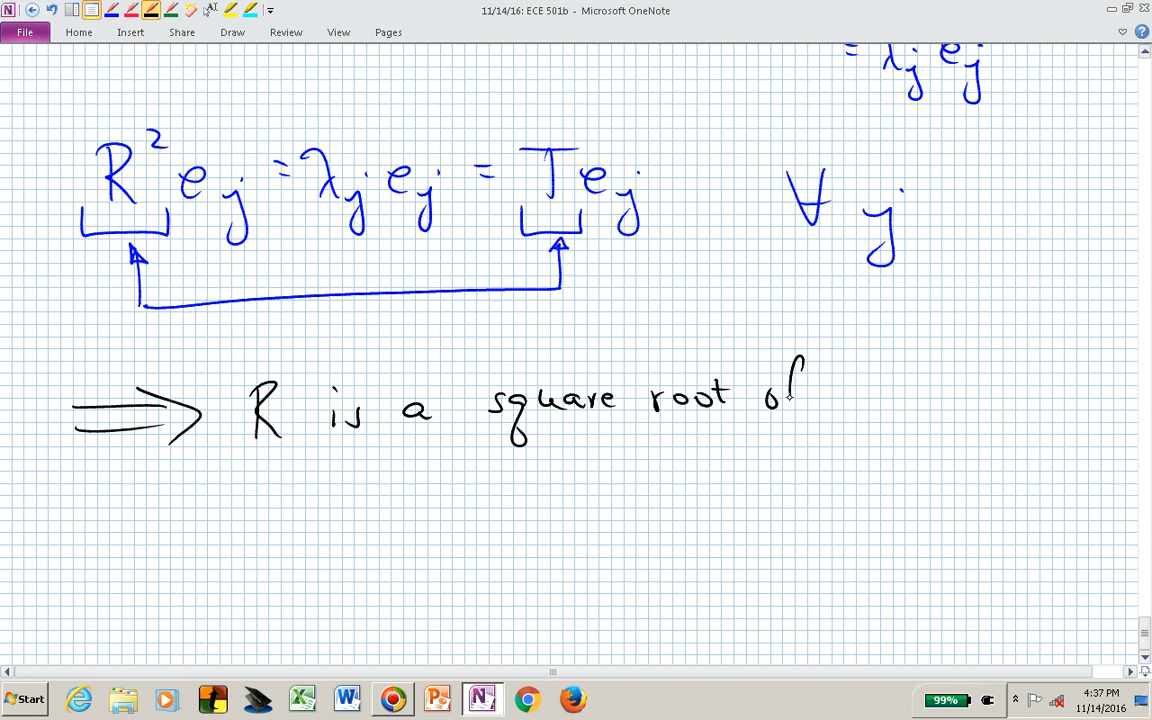 11/14/16: ECE 501b - Microsoft OneNote
File Home Insert Share Draw Review View Pages
= λj ej
R² ej = λj ej = T ej ∀ j
⇒ R is a square root of
Start
99%
4:37 PM
11/14/2016